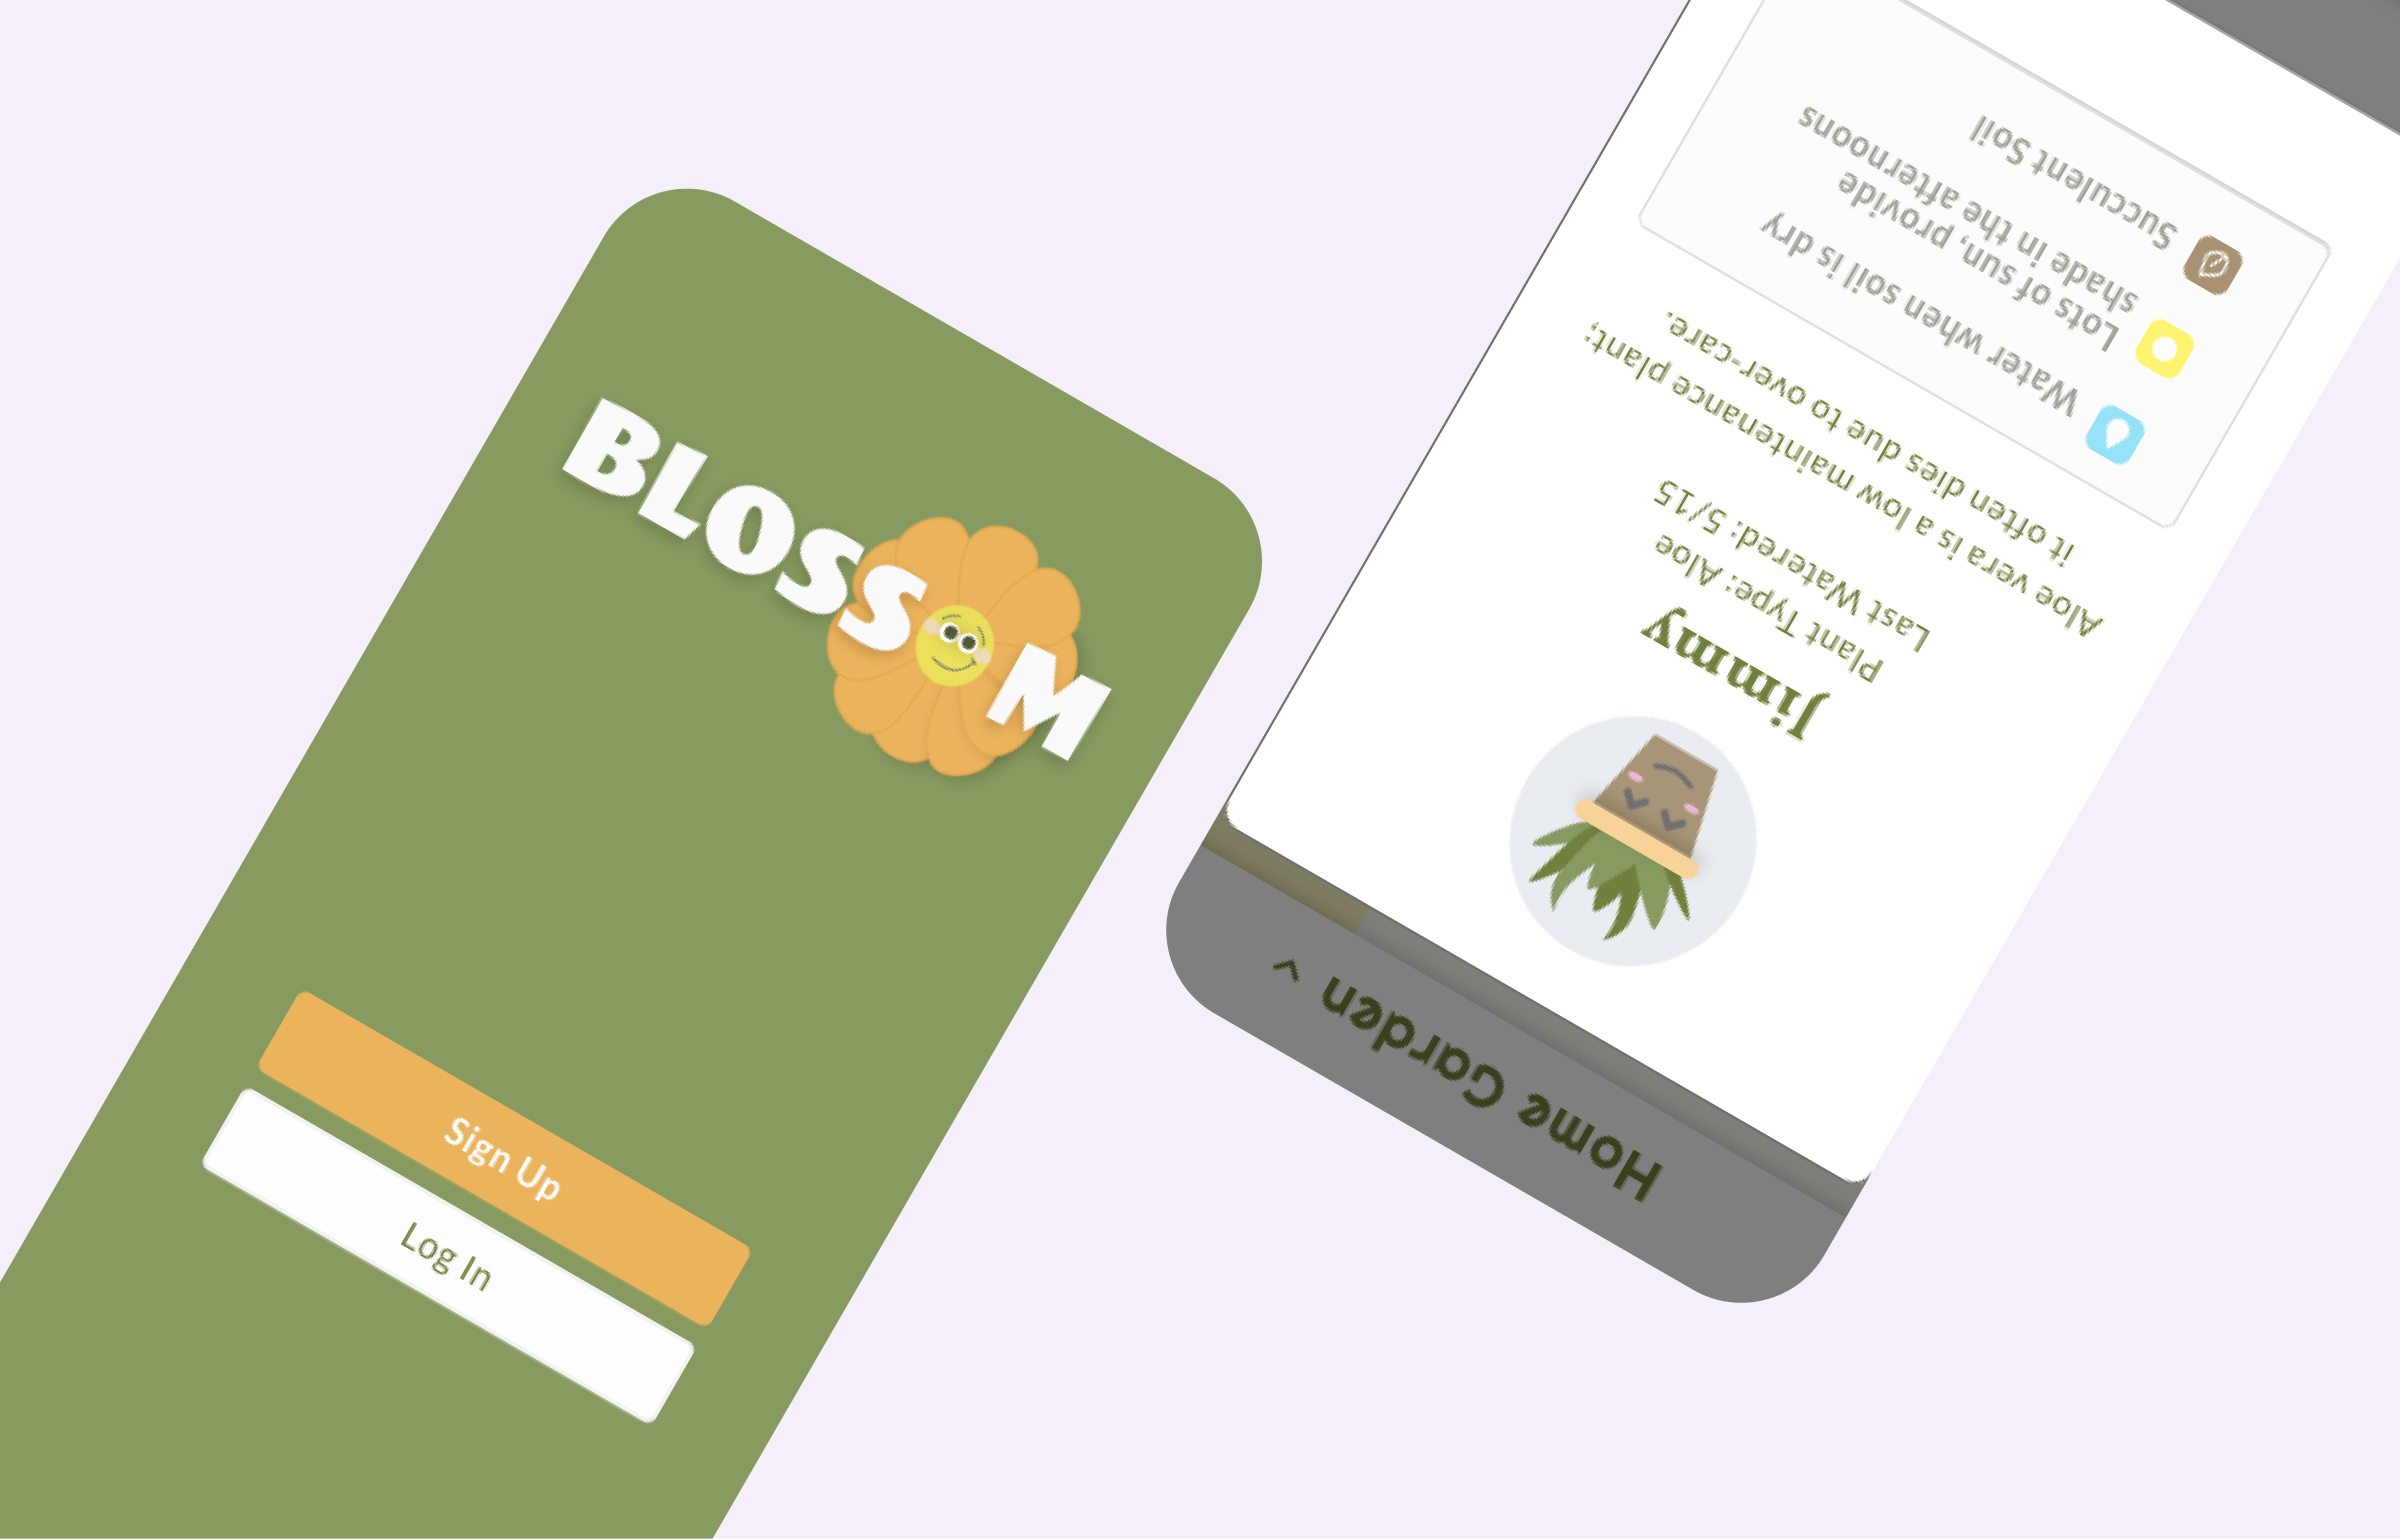 BLOSSOM
Sign Up
Log In
Home Garden
Jimmy
Plant Type: Aloe
Last Watered: 5/15
Aloe vera is a low maintenance plant;
it often dies due to over-care.
Water when soil is dry
Lots of sun, provide
shade in the afternoons
Succulent Soil